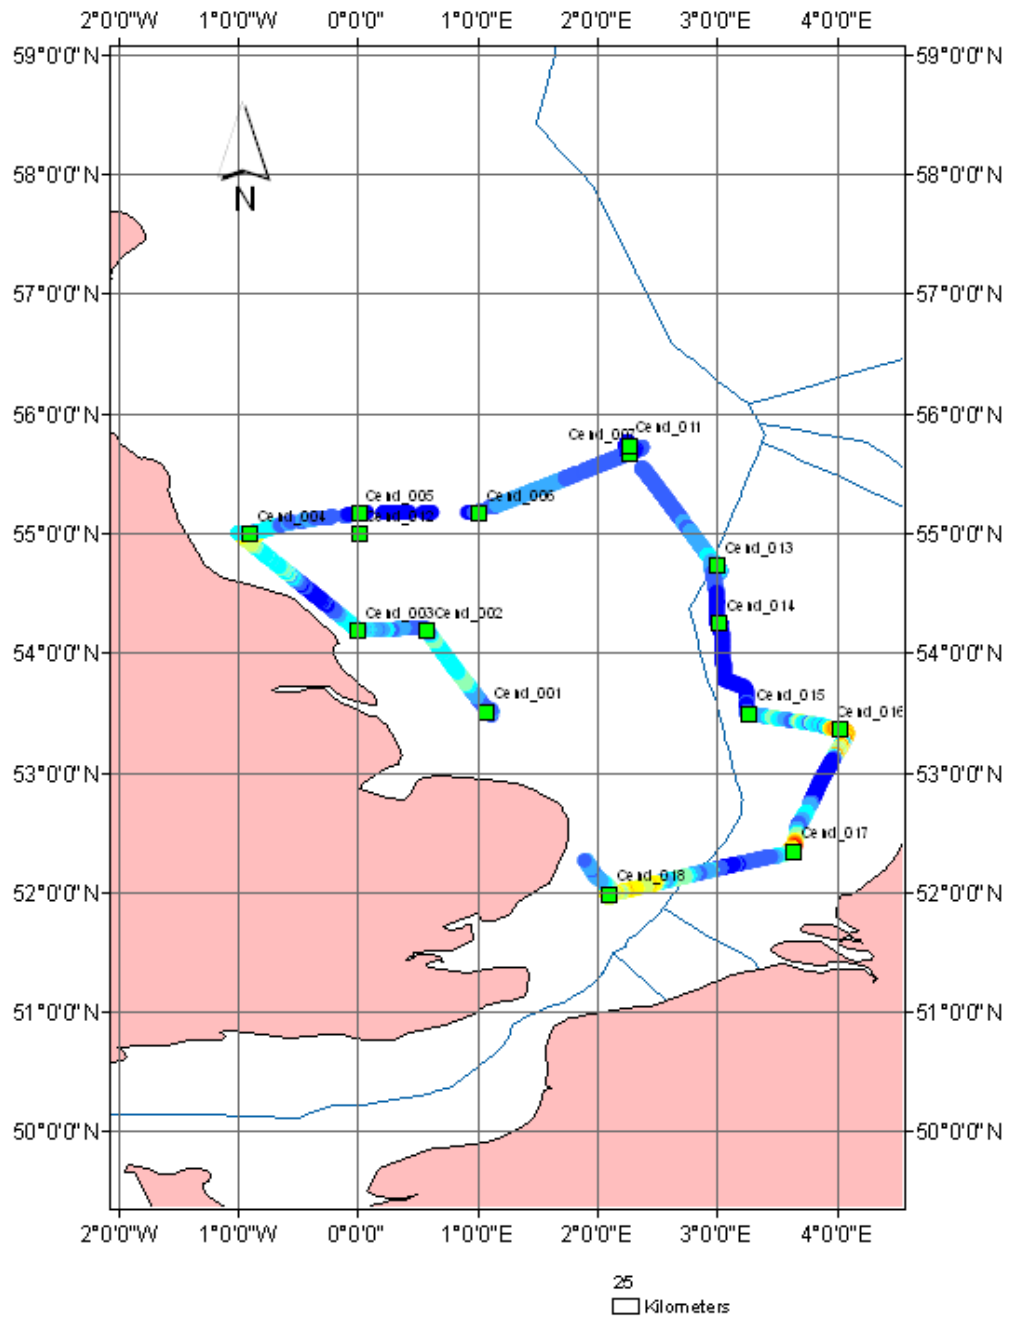 2°0'0"W 1°0'0"W 0°0'0" 1°0'0"E 2°0'0"E 3°0'0"E 4°0'0"E
59°0'0"N 59°0'0"N
58°0'0"N 58°0'0"N
N
57°0'0"N 57°0'0"N
56°0'0"N 56°0'0"N
Cend_011
Cend_005 Cend_006
Cend_004
55°0'0"N 55°0'0"N
Cend_012
Cend_013
Cend_003 Cend_002 Cend_014
54°0'0"N 54°0'0"N
Cend_001 Cend_015
Cend_016
53°0'0"N 53°0'0"N
Cend_017
Cend_018
52°0'0"N 52°0'0"N
51°0'0"N 51°0'0"N
50°0'0"N 50°0'0"N
2°0'0"W 1°0'0"W 0°0'0" 1°0'0"E 2°0'0"E 3°0'0"E 4°0'0"E
25
Kilometers